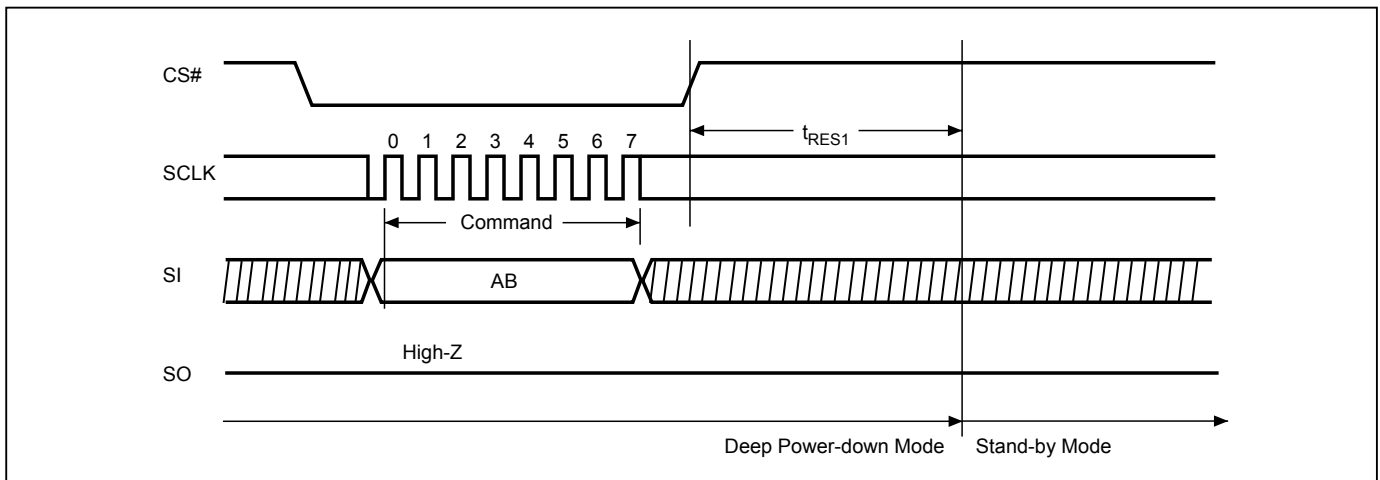 CS#
tRES1
0 1 2 3 4 5 6 7
SCLK
Command
SI
AB
High-Z
SO
Deep Power-down Mode
Stand-by Mode